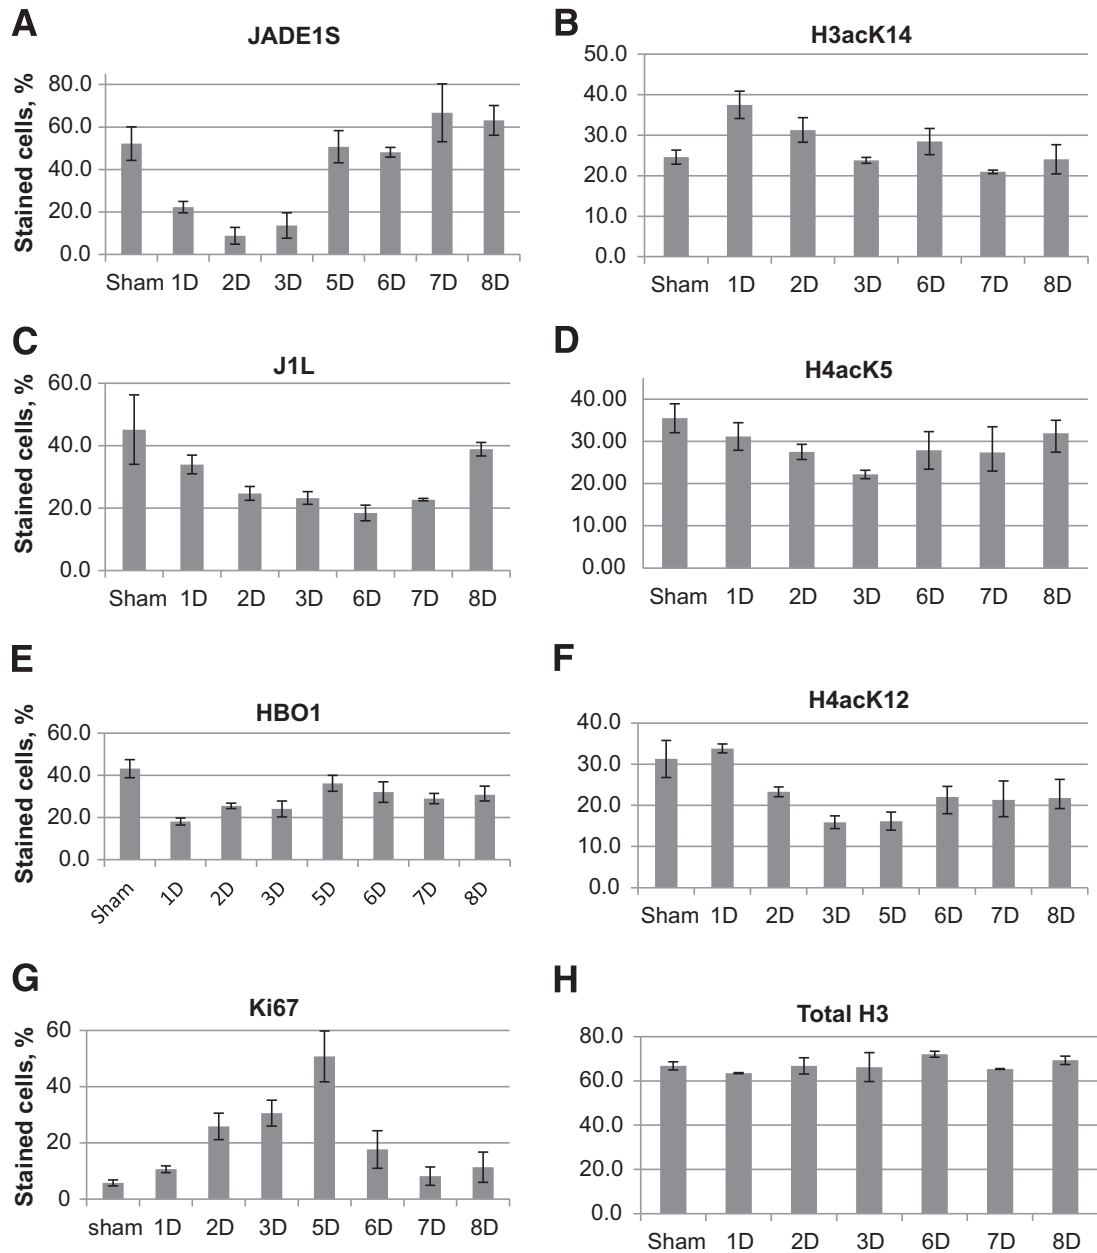 A
JADE1S
Stained cells, %
80.0
60.0
40.0
20.0
0.0
Sham 1D 2D 3D 5D 6D 7D 8D
B
H3acK14
50.0
40.0
30.0
20.0
10.0
0.0
Sham 1D 2D 3D 6D 7D 8D
C
J1L
Stained cells, %
60.0
40.0
20.0
0.0
Sham 1D 2D 3D 6D 7D 8D
D
H4acK5
40.00
30.00
20.00
10.00
0.00
Sham 1D 2D 3D 6D 7D 8D
E
HBO1
Stained cells, %
60.0
40.0
20.0
0.0
Sham 1D 2D 3D 5D 6D 7D 8D
F
H4acK12
40.0
30.0
20.0
10.0
0.0
Sham 1D 2D 3D 5D 6D 7D 8D
G
Ki67
Stained cells, %
60
40
20
0
sham 1D 2D 3D 5D 6D 7D 8D
H
Total H3
80.0
60.0
40.0
20.0
0.0
Sham 1D 2D 3D 6D 7D 8D